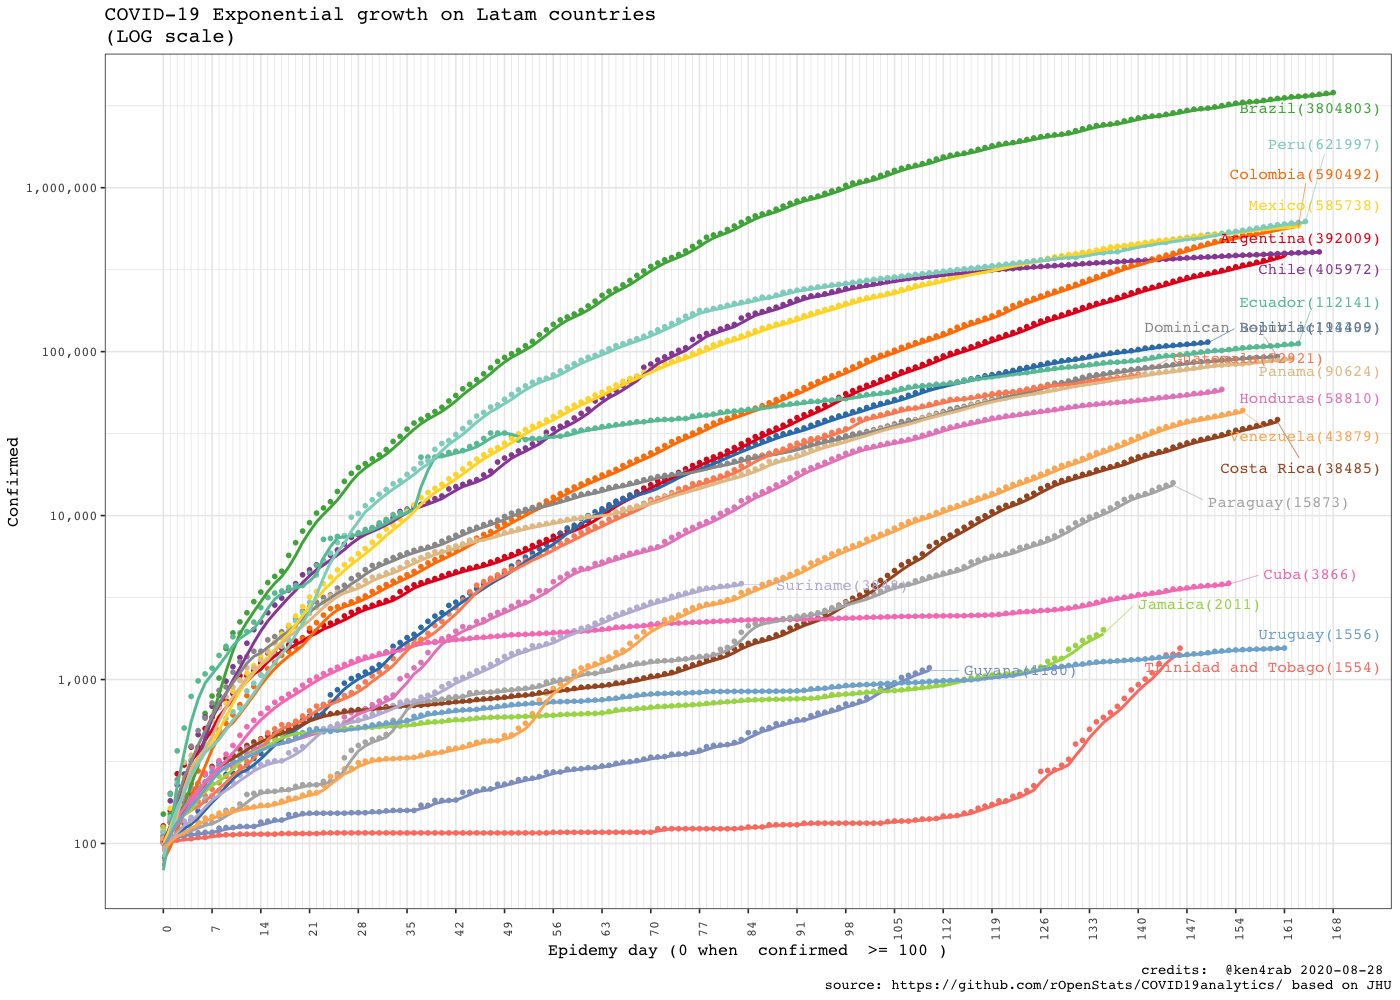 COVID-19 Exponential growth on Latam countries
(LOG scale)
Brazil(3804803)
Peru(621997)
1,000,000
Colombia(590492)
Mexico(585738)
Argentina(392009)
Chile(405972)
Ecuador(112141)
Dominican
100,000
Panama(90624)
Honduras(58810)
Venezuela(43879)
Confirmed
Costa Rica(38485)
Paraguay(15873)
10,000
Cuba(3866)
Jamaica(2011)
Uruguay(1556)
Guyana(1180)
Trinidad and Tobago(1554)
1,000
100
0 7 14 21 28 35 42 49 56 63 70 77 84 91 98 105 112 119 126 133 140 147 154 161 168
Epidemy day (0 when confirmed >= 100 )
credits: @ken4rab 2020-08-28
source: https://github.com/rOpenStats/COVID19analytics/ based on JHU